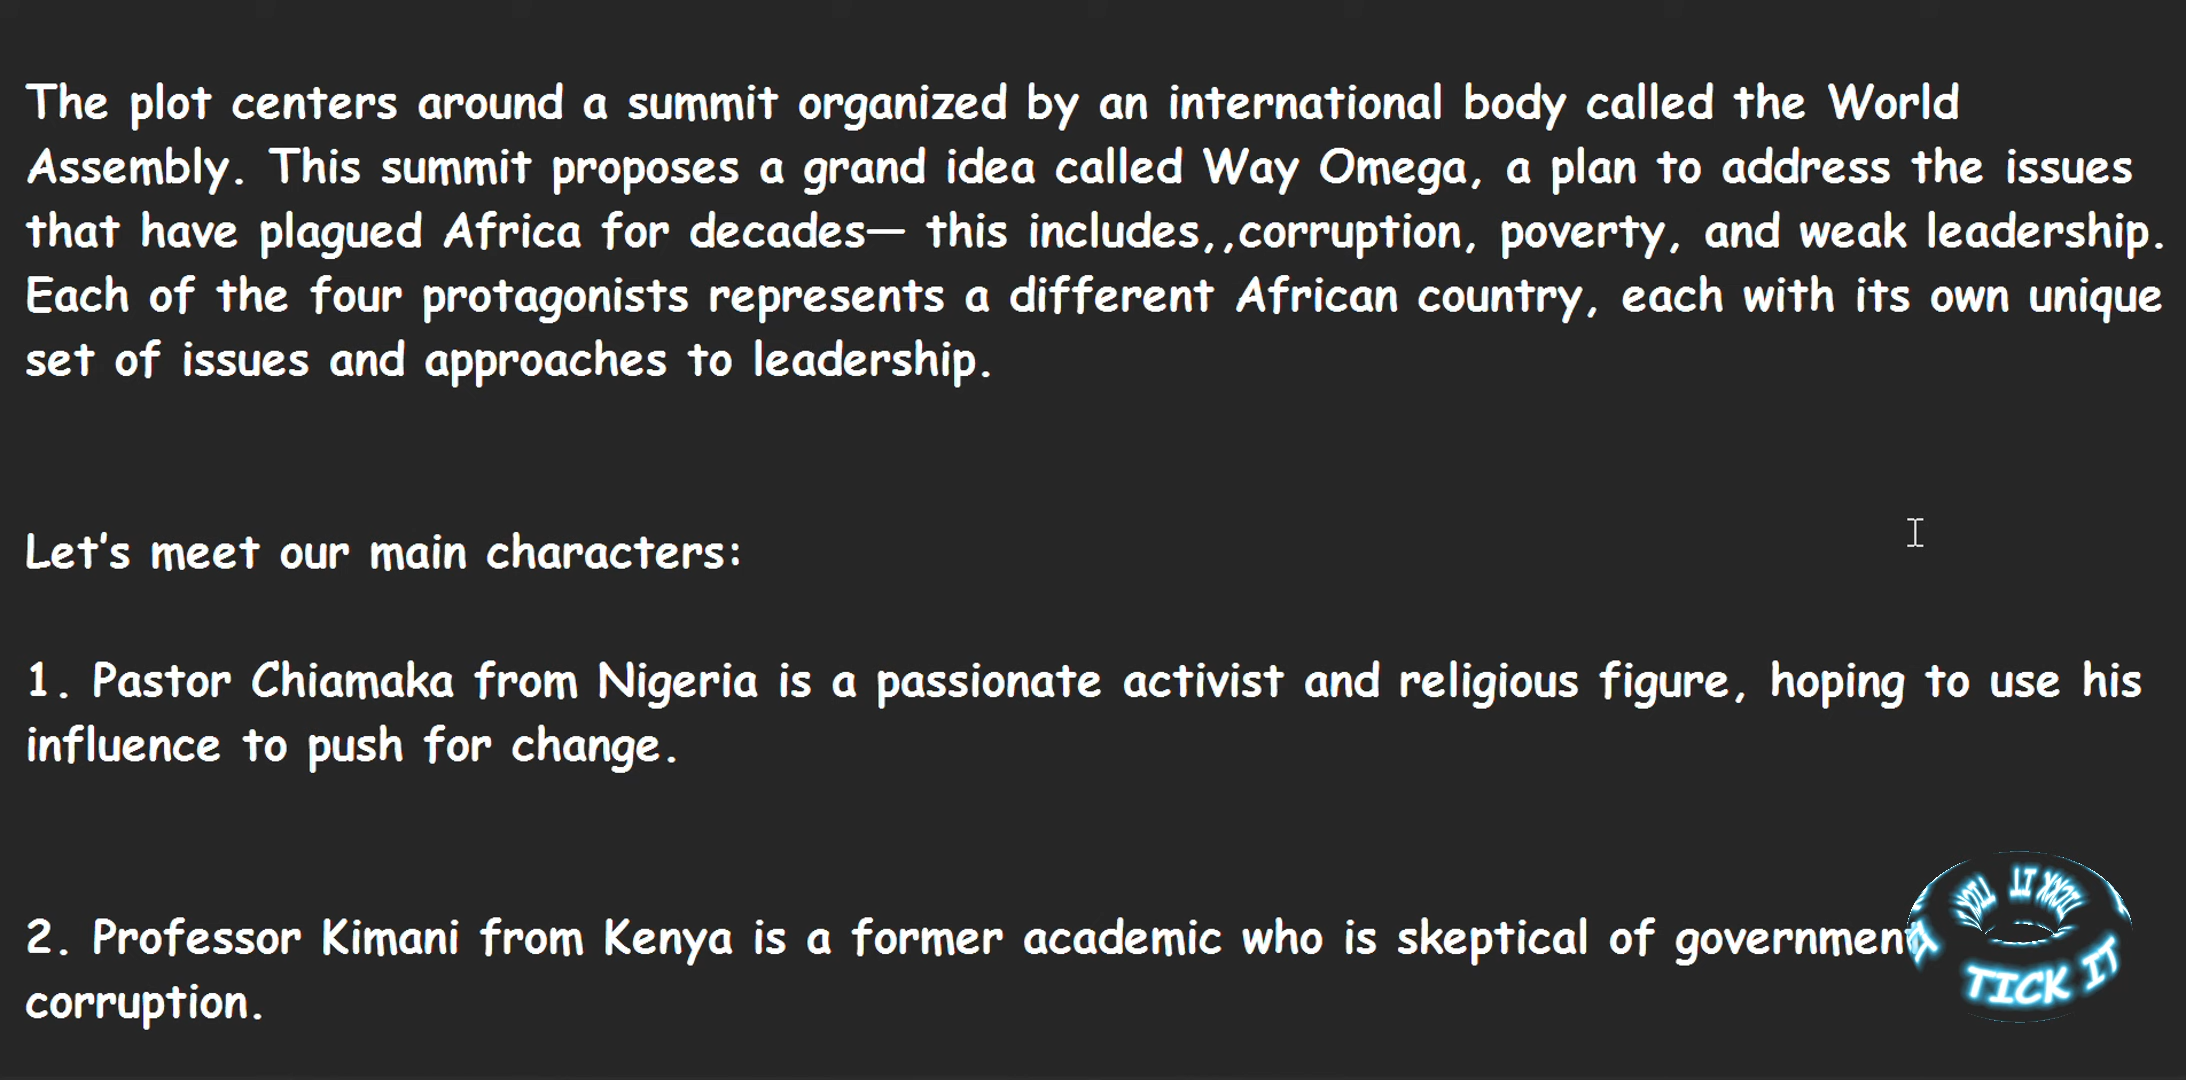 The plot centers around a summit organized by an international body called the World
Assembly. This summit proposes a grand idea called Way Omega, a plan to address the issues
that have plagued Africa for decades— this includes,,corruption, poverty, and weak leadership.
Each of the four protagonists represents a different African country, each with its own unique
set of issues and approaches to leadership.
Let's meet our main characters:
1. Pastor Chiamaka from Nigeria is a passionate activist and religious figure, hoping to use his
influence to push for change.
2. Professor Kimani from Kenya is a former academic who is skeptical of government
corruption.
TICK IT
TICK IT